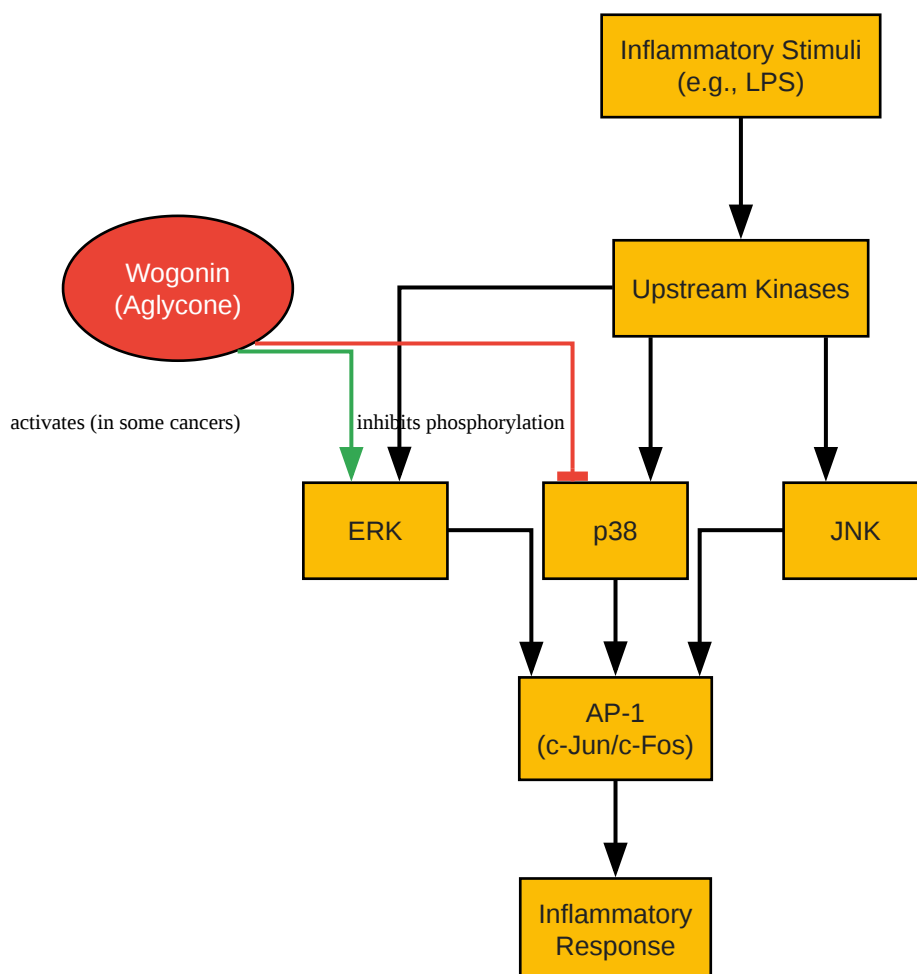 Inflammatory Stimuli
(e.g., LPS)
Wogonin
(Aglycone)
Upstream Kinases
activates (in some cancers)
inhibits phosphorylation
ERK
p38
JNK
AP-1
(c-Jun/c-Fos)
Inflammatory
Response